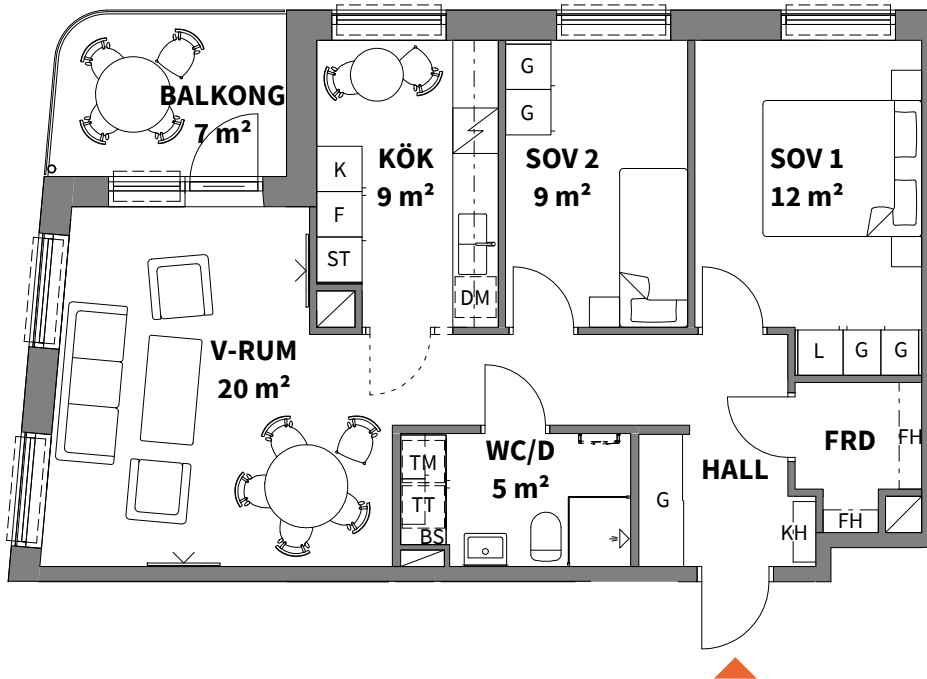 BALKONG
7 m²
K
F
ST
KÖK
9 m²
DM
G
G
SOV 2
9 m²
SOV 1
12 m²
L
G
G
V-RUM
20 m²
TM
TT
BS
WC/D
5 m²
G
HALL
KH
FRD
FH
FH